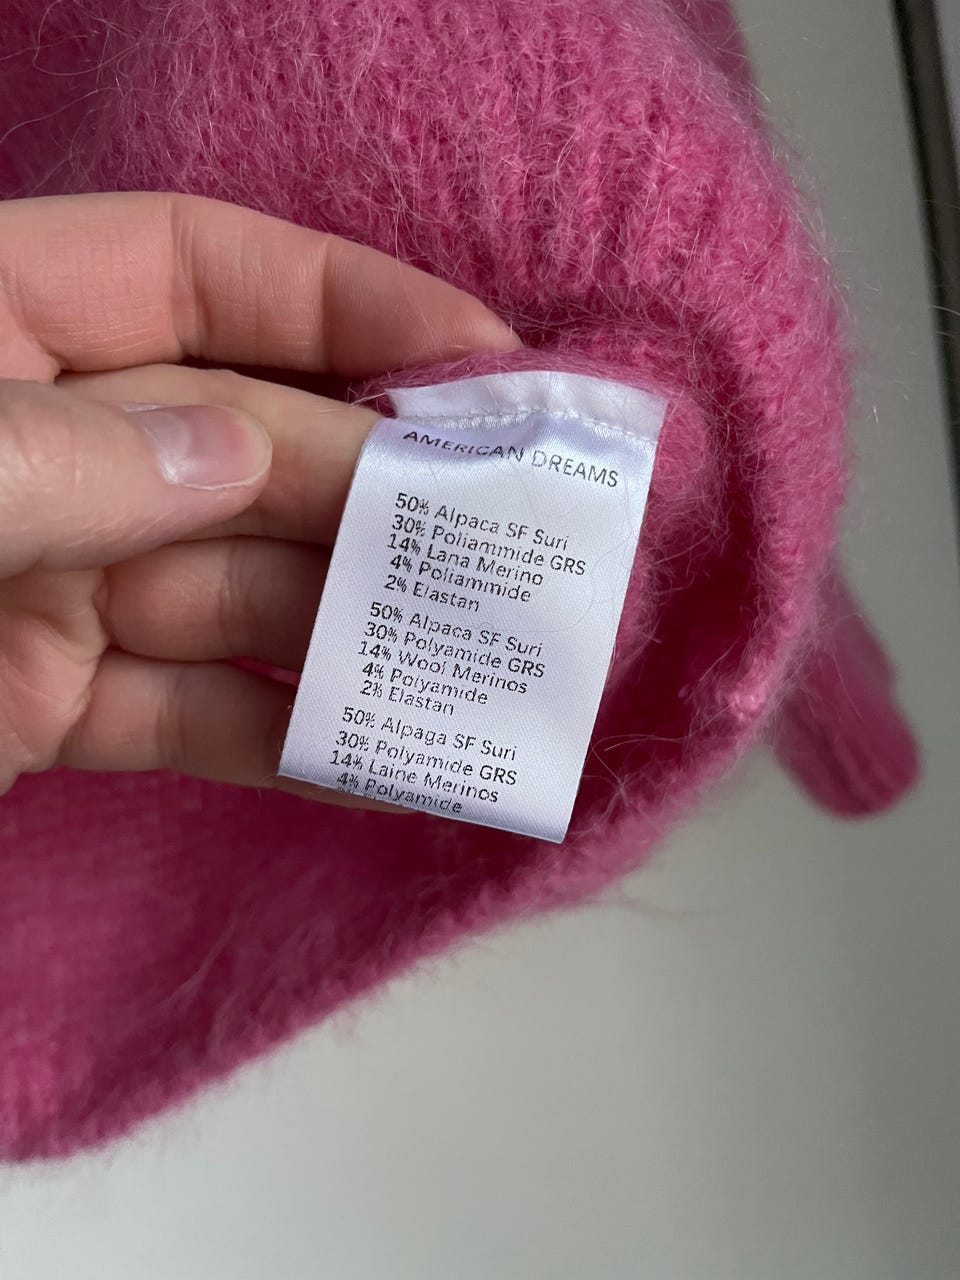 AMERICAN DREAMS
50% Alpaca SF Suri
30% Poliammide GRS
14% Lana Merino
4% Poliammide
2% Elastan
50% Alpaca SF Suri
30% Polyamide GRS
14% Wool Merinos
4% Polyamide
2% Elastan
50% Alpaga SF Suri
30% Polyamide GRS
14% Laine Merinos
4% Polyamide